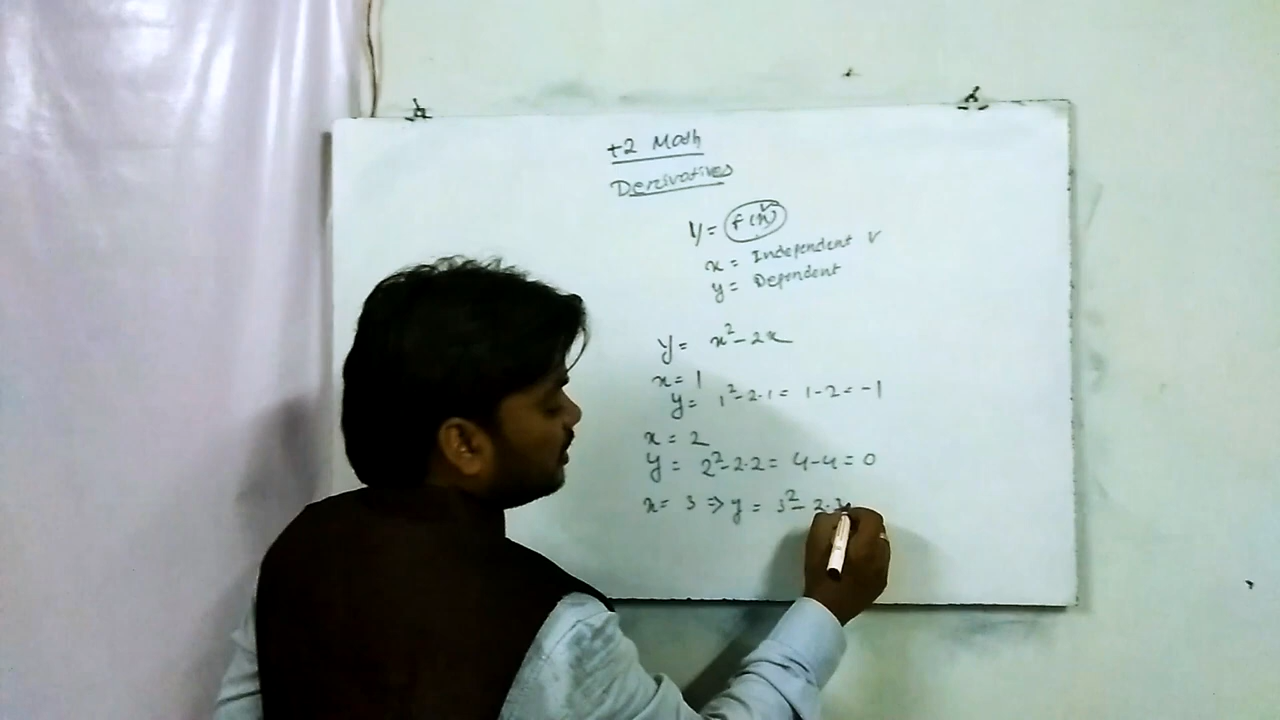 +2 Math
Derivatives
y = f(x)
x = Independent V
y = Dependent
y = x² - 2x
x = 1
y = 1² - 2·1 = 1 - 2 = -1
x = 2
y = 2² - 2·2 = 4 - 4 = 0
x = 3 ⇒ y = 3² - 2·3